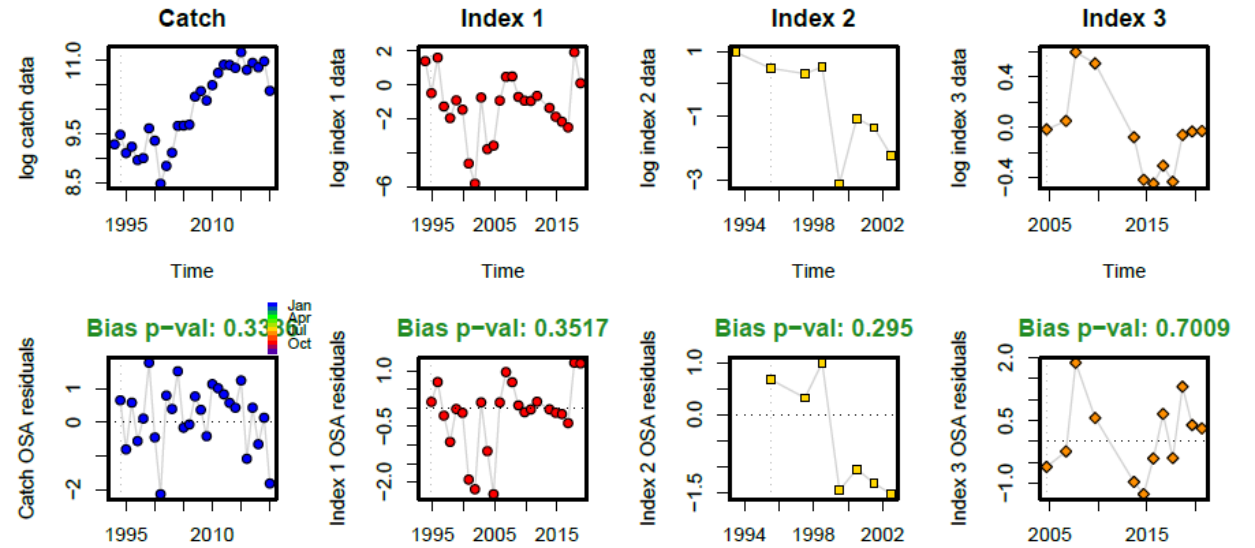 Catch
Index 1
Index 2
Index 3
log catch data
11.0
9.5
8.5
1995 2010
Time
log index 1 data
2
0
−2
−6
1995 2005 2015
Time
log index 2 data
1
−1
−3
1994 1998 2002
Time
log index 3 data
0.4
0.0
−0.4
2005 2015
Time
Bias p−val: 0.3336
Jan
Apr
Jul
Oct
Bias p−val: 0.3517
Bias p−val: 0.295
Bias p−val: 0.7009
Catch OSA residuals
1
0
−2
1995 2010
Index 1 OSA residuals
1.0
−0.5
−2.0
1995 2005 2015
Index 2 OSA residuals
1.0
0.0
−1.5
1994 1998 2002
Index 3 OSA residuals
2.0
0.5
−1.0
2005 2015